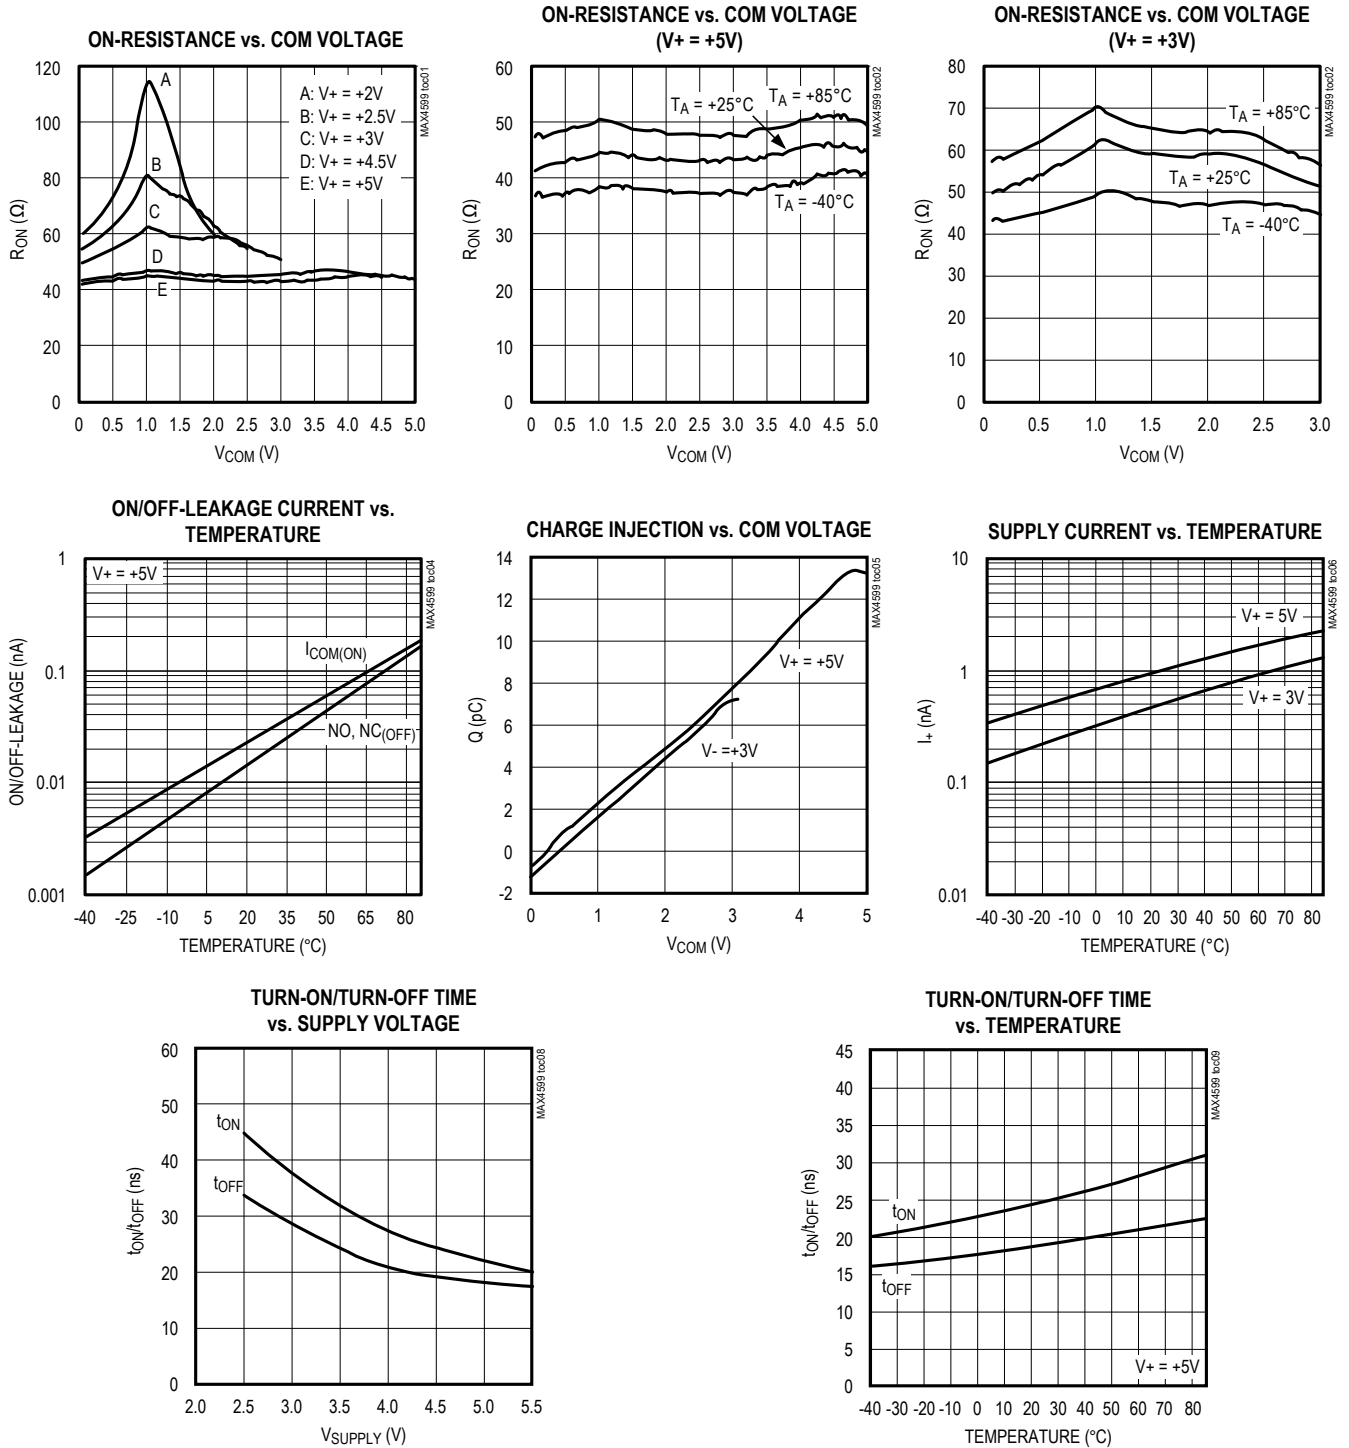 ON-RESISTANCE vs. COM VOLTAGE
120
100
80
60
40
20
0
RON (Ω)
A
B
C
D
E
A: V+ = +2V
B: V+ = +2.5V
C: V+ = +3V
D: V+ = +4.5V
E: V+ = +5V
MAX4599 toc01
0 0.5 1.0 1.5 2.0 2.5 3.0 3.5 4.0 4.5 5.0
VCOM (V)
ON-RESISTANCE vs. COM VOLTAGE
(V+ = +5V)
60
50
40
30
20
10
0
RON (Ω)
TA = +25°C
TA = +85°C
TA = -40°C
MAX4599 toc02
0 0.5 1.0 1.5 2.0 2.5 3.0 3.5 4.0 4.5 5.0
VCOM (V)
ON-RESISTANCE vs. COM VOLTAGE
(V+ = +3V)
80
70
60
50
40
30
20
10
0
RON (Ω)
TA = +85°C
TA = +25°C
TA = -40°C
MAX4599 toc02
0 0.5 1.0 1.5 2.0 2.5 3.0
VCOM (V)
ON/OFF-LEAKAGE CURRENT vs.
TEMPERATURE
1
0.1
0.01
0.001
ON/OFF-LEAKAGE (nA)
V+ = +5V
ICOM(ON)
NO, NC(OFF)
MAX4599 toc04
-40 -25 -10 5 20 35 50 65 80
TEMPERATURE (°C)
CHARGE INJECTION vs. COM VOLTAGE
14
12
10
8
6
4
2
0
-2
Q (pC)
V+ = +5V
V- =+3V
MAX4599 toc05
0 1 2 3 4 5
VCOM (V)
SUPPLY CURRENT vs. TEMPERATURE
10
1
0.1
0.01
I+ (nA)
V+ = 5V
V+ = 3V
MAX4599 toc06
-40 -30 -20 -10 0 10 20 30 40 50 60 70 80
TEMPERATURE (°C)
TURN-ON/TURN-OFF TIME
vs. SUPPLY VOLTAGE
60
50
40
30
20
10
0
tON/tOFF (ns)
tON
tOFF
MAX4599 toc08
2.0 2.5 3.0 3.5 4.0 4.5 5.0 5.5
VSUPPLY (V)
TURN-ON/TURN-OFF TIME
vs. TEMPERATURE
45
40
35
30
25
20
15
10
5
0
tON/tOFF (ns)
tON
tOFF
V+ = +5V
MAX4599 toc09
-40 -30 -20 -10 0 10 20 30 40 50 60 70 80
TEMPERATURE (°C)